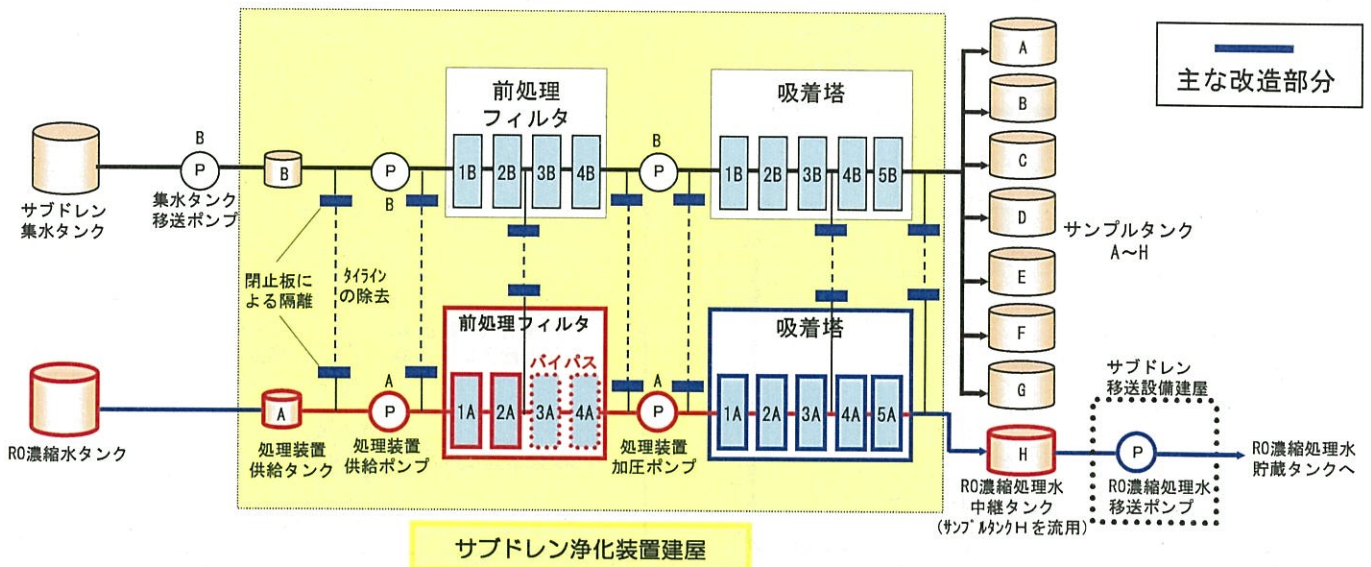 主な改造部分
前処理
フィルタ
吸着塔
A
B
C
D
E
F
G
サンプルタンク
A～H
B
P
B
P
B
1B
2B
3B
4B
B
P
1B
2B
3B
4B
5B
サブドレン
集水タンク
集水タンク
移送ポンプ
閉止板に
よる隔離
タイライン
の除去
前処理フィルタ
バイパス
1A
2A
3A
4A
吸着塔
1A
2A
3A
4A
5A
RO濃縮水タンク
A
処理装置
供給タンク
A
P
処理装置
供給ポンプ
A
P
処理装置
加圧ポンプ
H
RO濃縮処理水
中継タンク
(サンプルタンクHを流用)
サブドレン
移送設備建屋
P
RO濃縮処理水
移送ポンプ
RO濃縮処理水
貯蔵タンクへ
サブドレン浄化装置建屋